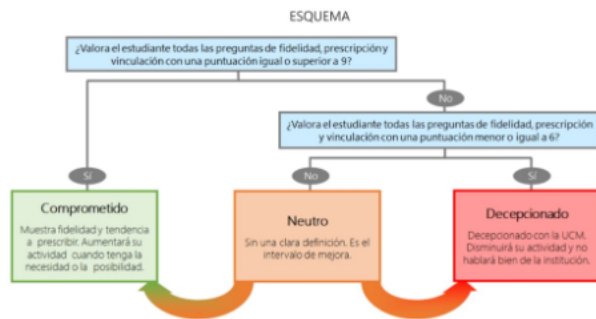 ESQUEMA
¿Valora el estudiante todas las preguntas de fidelidad, prescripción y
vinculación con una puntuación igual o superior a 9?
No
¿Valora el estudiante todas las preguntas de fidelidad, prescripción
y vinculación con una puntuación menor o igual a 6?
Sí
No
Sí
Comprometido
Muestra fidelidad y tendencia
a prescribir. Aumentará su
actividad cuando tenga la
necesidad o la posibilidad.
Neutro
Sin una clara definición. Es el
intervalo de mejora.
Decepcionado
Decepcionado con la UCM.
Disminuirá su actividad y no
hablará bien de la institución.